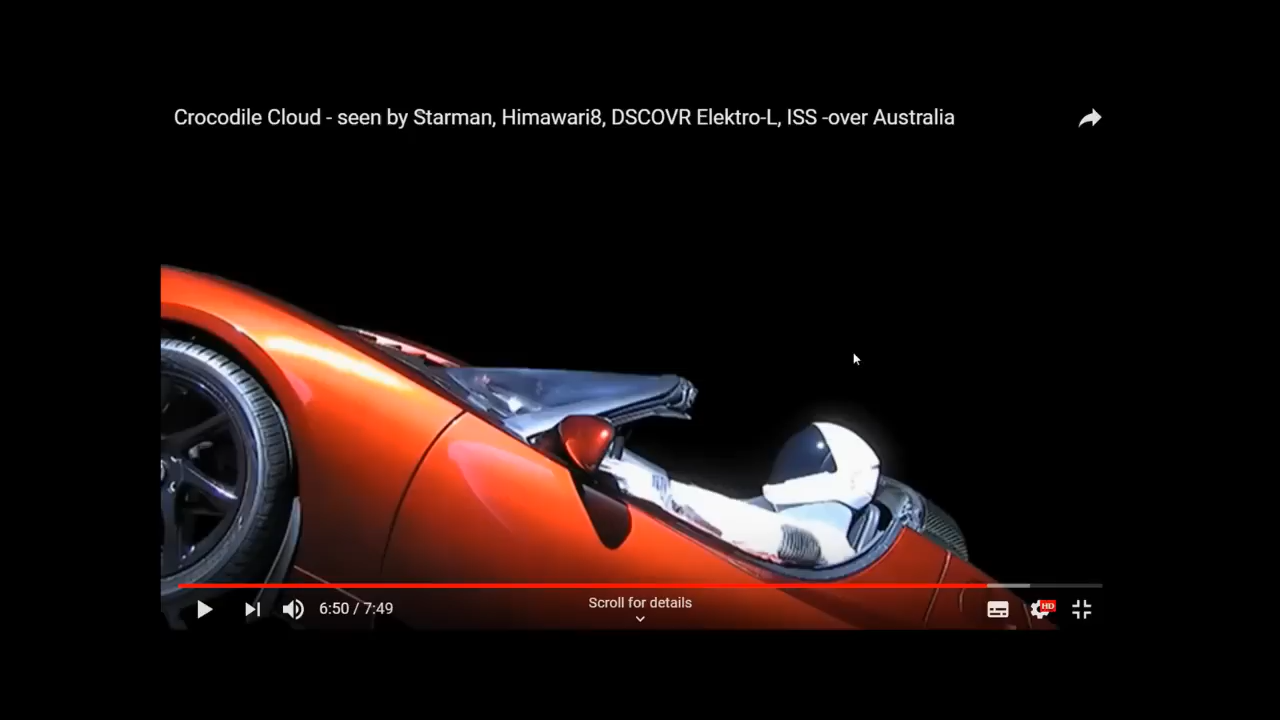 Crocodile Cloud - seen by Starman, Himawari8, DSCOVR Elektro-L, ISS -over Australia
6:50 / 7:49
Scroll for details
HD